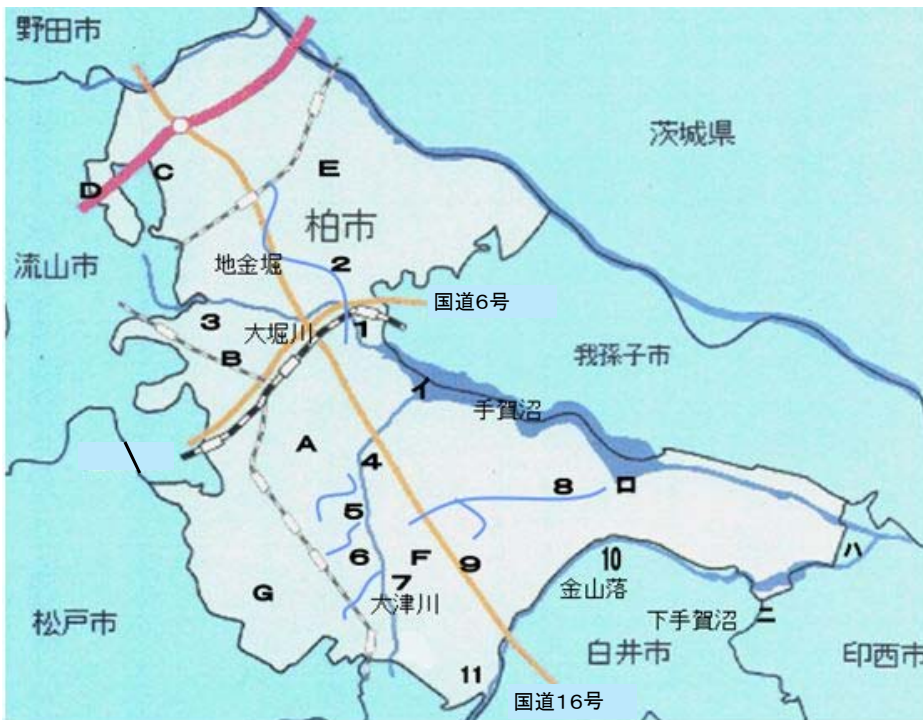 野田市
茨城県
D
C
E
柏市
流山市
地金堀
2
国道6号
3
大堀川
1
B
我孫子市
イ
手賀沼
A
4
8
ロ
5
6
F
9
10
ハ
7
G
大津川
金山落
下手賀沼
ニ
松戸市
白井市
印西市
11
国道16号